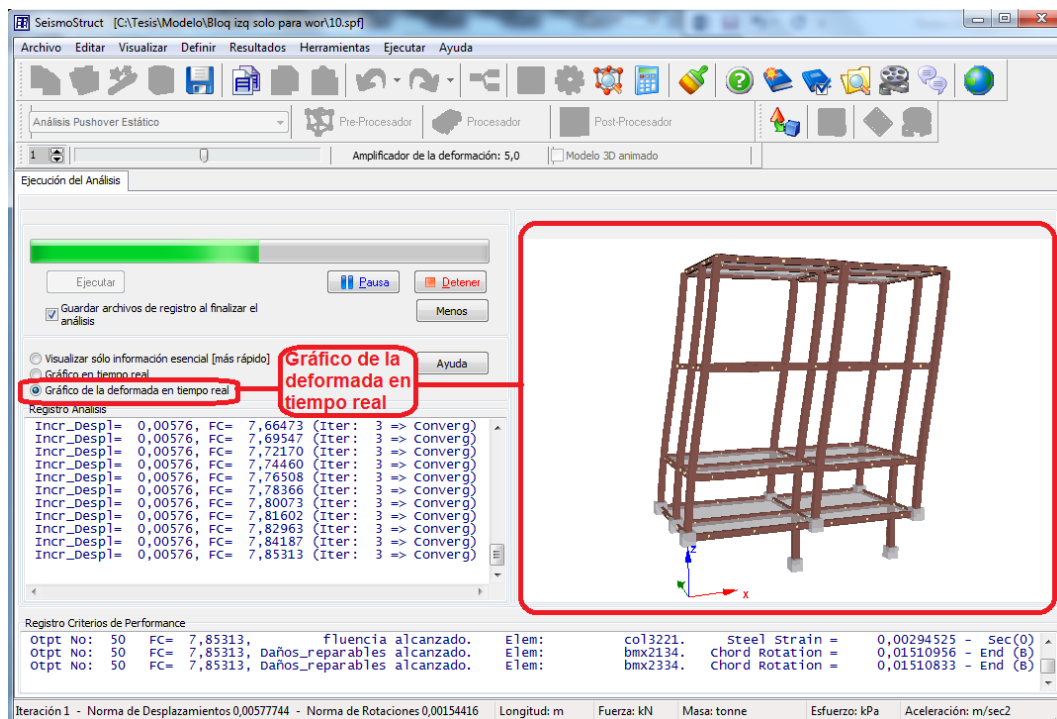 SeismoStruct [C:\Tesis\Modelo\Bloq izq solo para wor\10.spf]
Archivo Editar Visualizar Definir Resultados Herramientas Ejecutar Ayuda
Análisis Pushover Estático
Pre-Procesador
Procesador
Post-Procesador
1
Amplificador de la deformación: 5,0
Modelo 3D animado
Ejecución del Análisis
Ejecutar
Pausa
Detener
Guardar archivos de registro al finalizar el
análisis
Menos
Visualizar sólo información esencial [más rápido]
Gráfico en tiempo real
Gráfico de la deformada en tiempo real
Ayuda
Gráfico de la
deformada en
tiempo real
Registro Análisis
Incr_Despl= 0,00576, FC= 7,66473 (Iter: 3 => Converg)
Incr_Despl= 0,00576, FC= 7,69547 (Iter: 3 => Converg)
Incr_Despl= 0,00576, FC= 7,72170 (Iter: 3 => Converg)
Incr_Despl= 0,00576, FC= 7,74460 (Iter: 3 => Converg)
Incr_Despl= 0,00576, FC= 7,76508 (Iter: 3 => Converg)
Incr_Despl= 0,00576, FC= 7,78366 (Iter: 3 => Converg)
Incr_Despl= 0,00576, FC= 7,80073 (Iter: 3 => Converg)
Incr_Despl= 0,00576, FC= 7,81602 (Iter: 3 => Converg)
Incr_Despl= 0,00576, FC= 7,82963 (Iter: 3 => Converg)
Incr_Despl= 0,00576, FC= 7,84187 (Iter: 3 => Converg)
Incr_Despl= 0,00576, FC= 7,85313 (Iter: 3 => Converg)
z
x
Registro Criterios de Performance
Otpt No: 50 FC= 7,85313, fluencia alcanzado. Elem: col3221. Steel Strain = 0,00294525 - Sec(0)
Otpt No: 50 FC= 7,85313, Daños_reparables alcanzado. Elem: bmx2134. Chord Rotation = 0,01510956 - End (B)
Otpt No: 50 FC= 7,85313, Daños_reparables alcanzado. Elem: bmx2334. Chord Rotation = 0,01510833 - End (B)
Iteración 1 - Norma de Desplazamientos 0,00577744 - Norma de Rotaciones 0,00154416 Longitud: m Fuerza: kN Masa: tonne Esfuerzo: kPa Aceleración: m/sec2